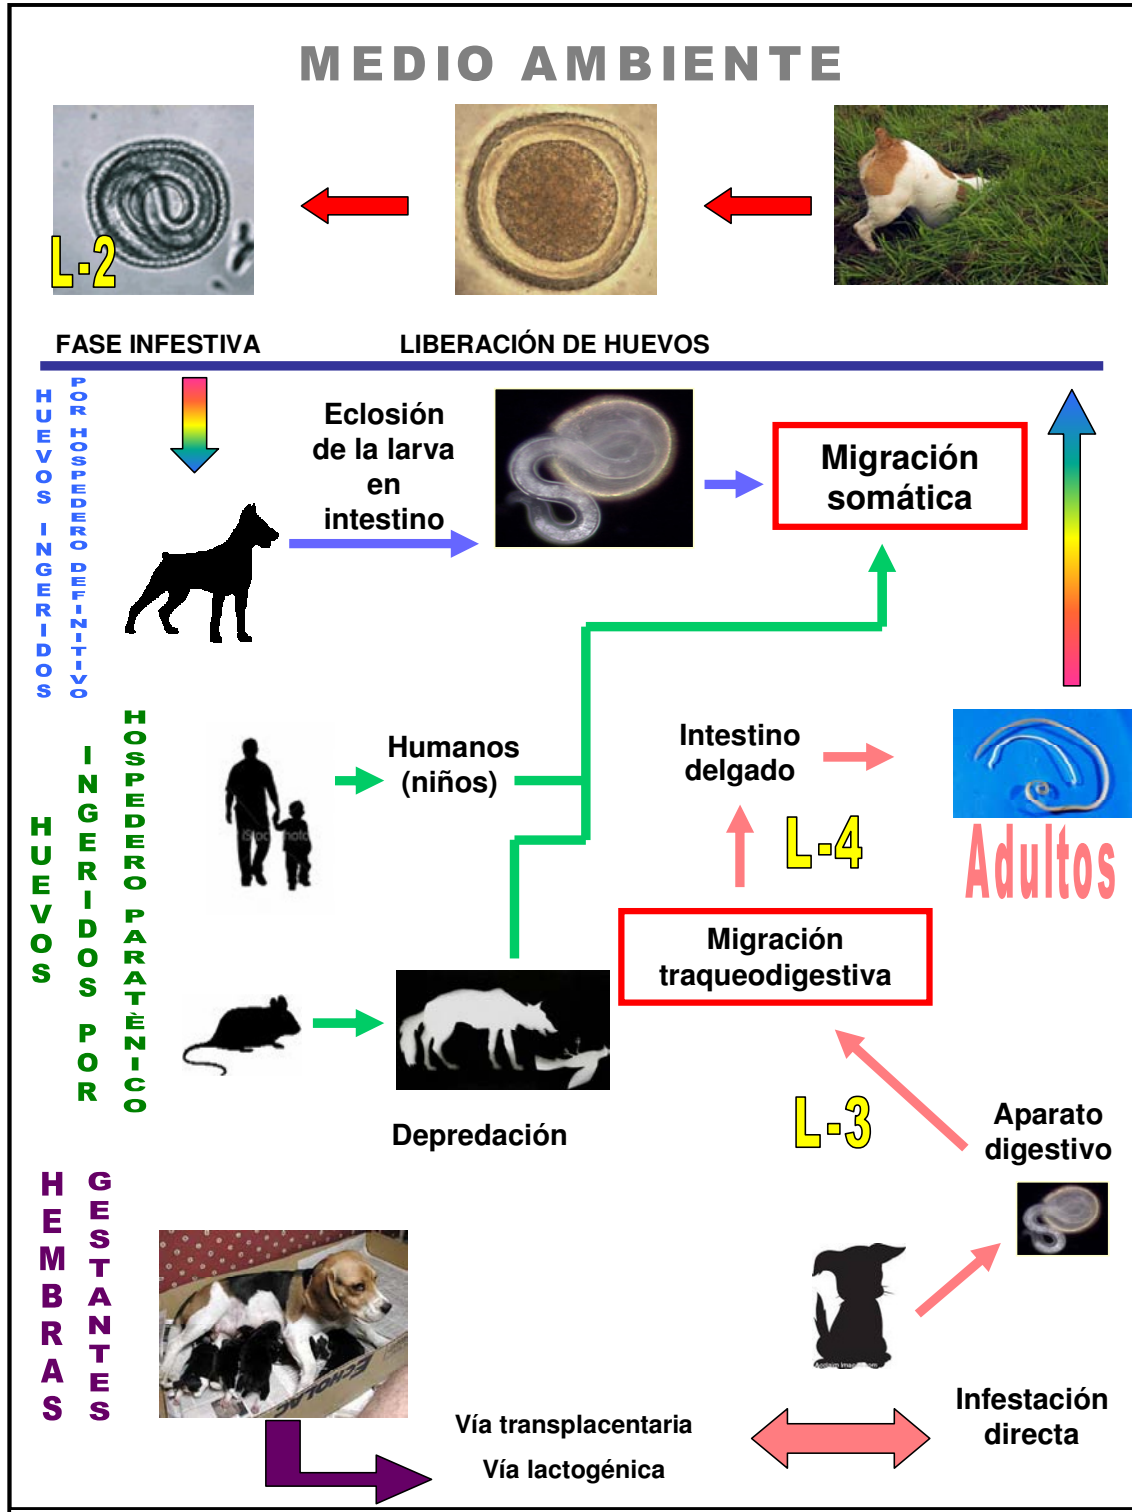 MEDIO AMBIENTE
L-2
FASE INFESTIVA
LIBERACIÓN DE HUEVOS
HUEVOS INGERIDOS
POR HOSPEDERO DEFINITIVO
Eclosión
de la larva
en
intestino
Migración
somática
HUEVOS
INGERIDOS POR
HOSPEDERO PARATÈNICO
Humanos
(niños)
Intestino
delgado
L-4
Adultos
Migración
traqueodigestiva
Depredación
L-3
Aparato
digestivo
HEMBRAS
GESTANTES
ECHOLAC
Vía transplacentaria
Vía lactogénica
Infestación
directa